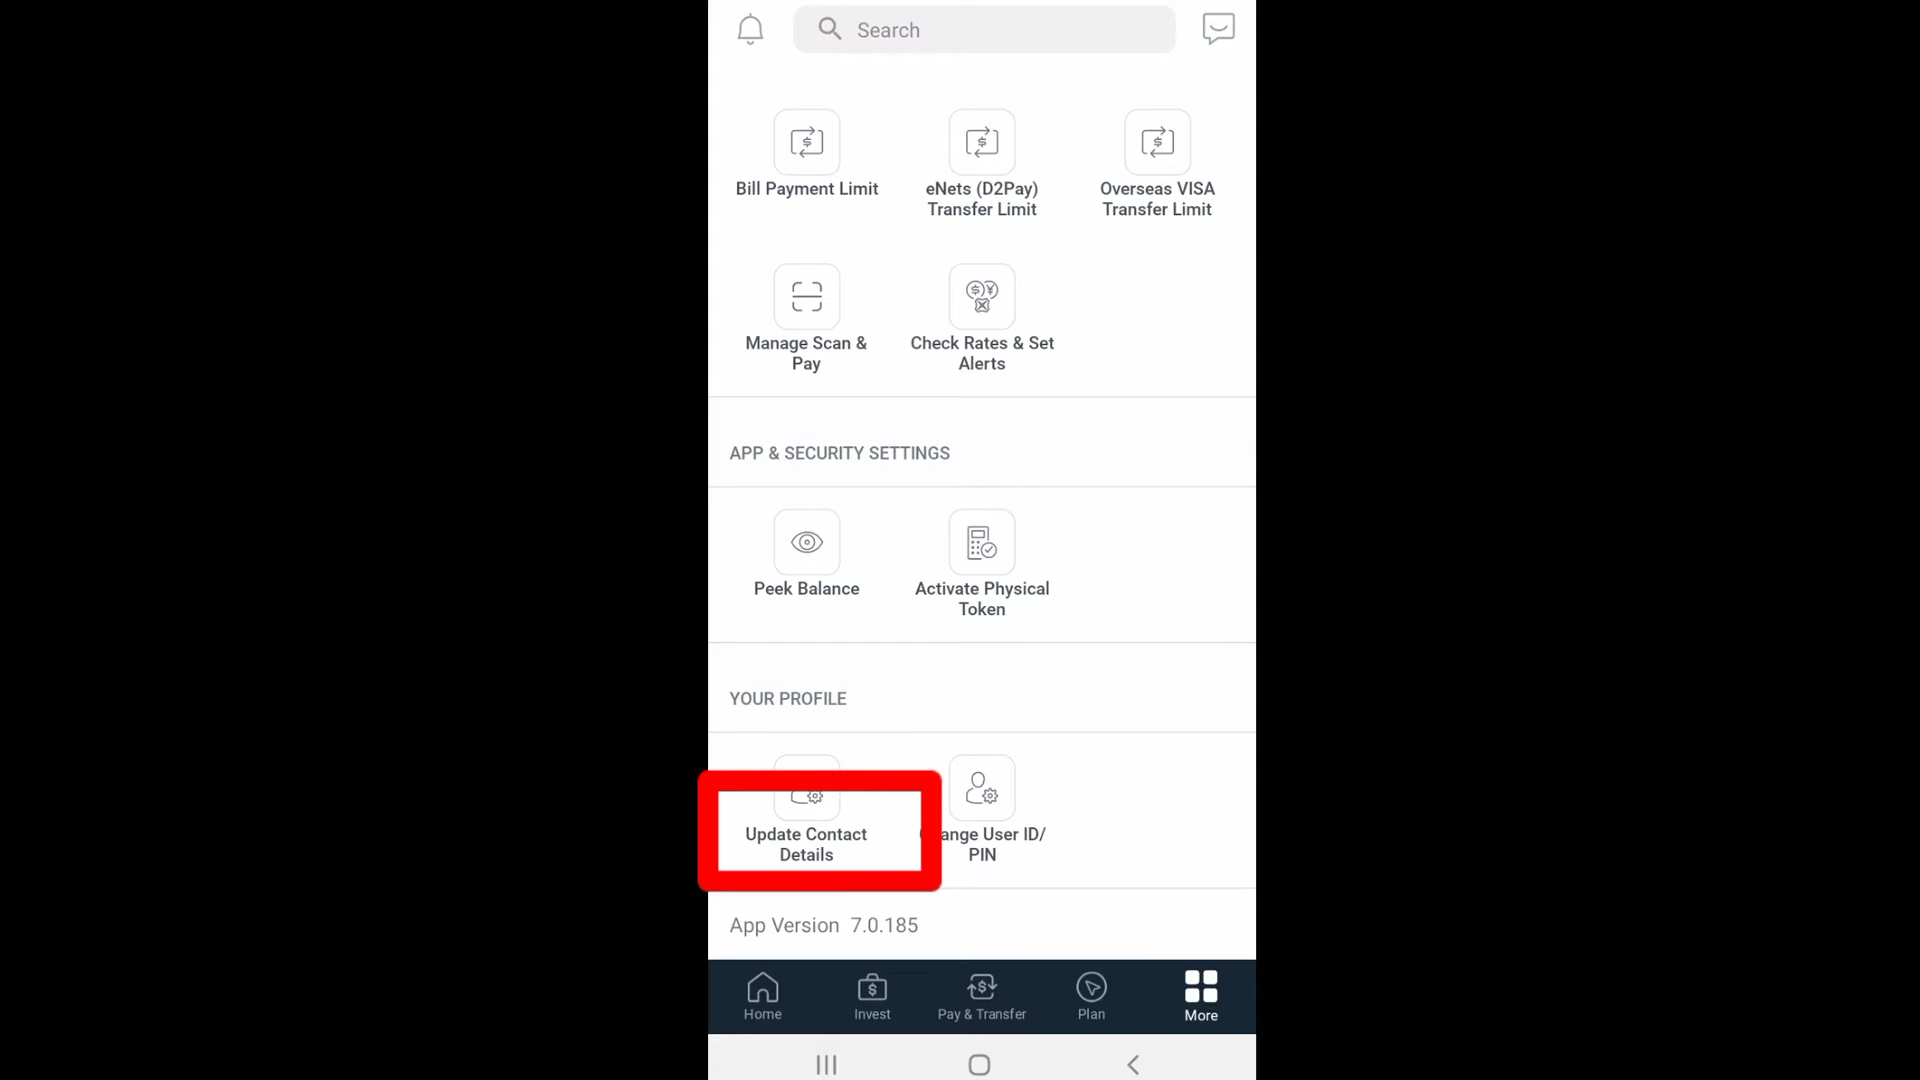 Search
Bill Payment Limit
eNets (D2Pay)
Transfer Limit
Overseas VISA
Transfer Limit
Manage Scan &
Pay
Check Rates & Set
Alerts
APP & SECURITY SETTINGS
Peek Balance
Activate Physical
Token
YOUR PROFILE
Update Contact
Details
ange User ID/
PIN
App Version 7.0.185
Home
Invest
Pay & Transfer
Plan
More